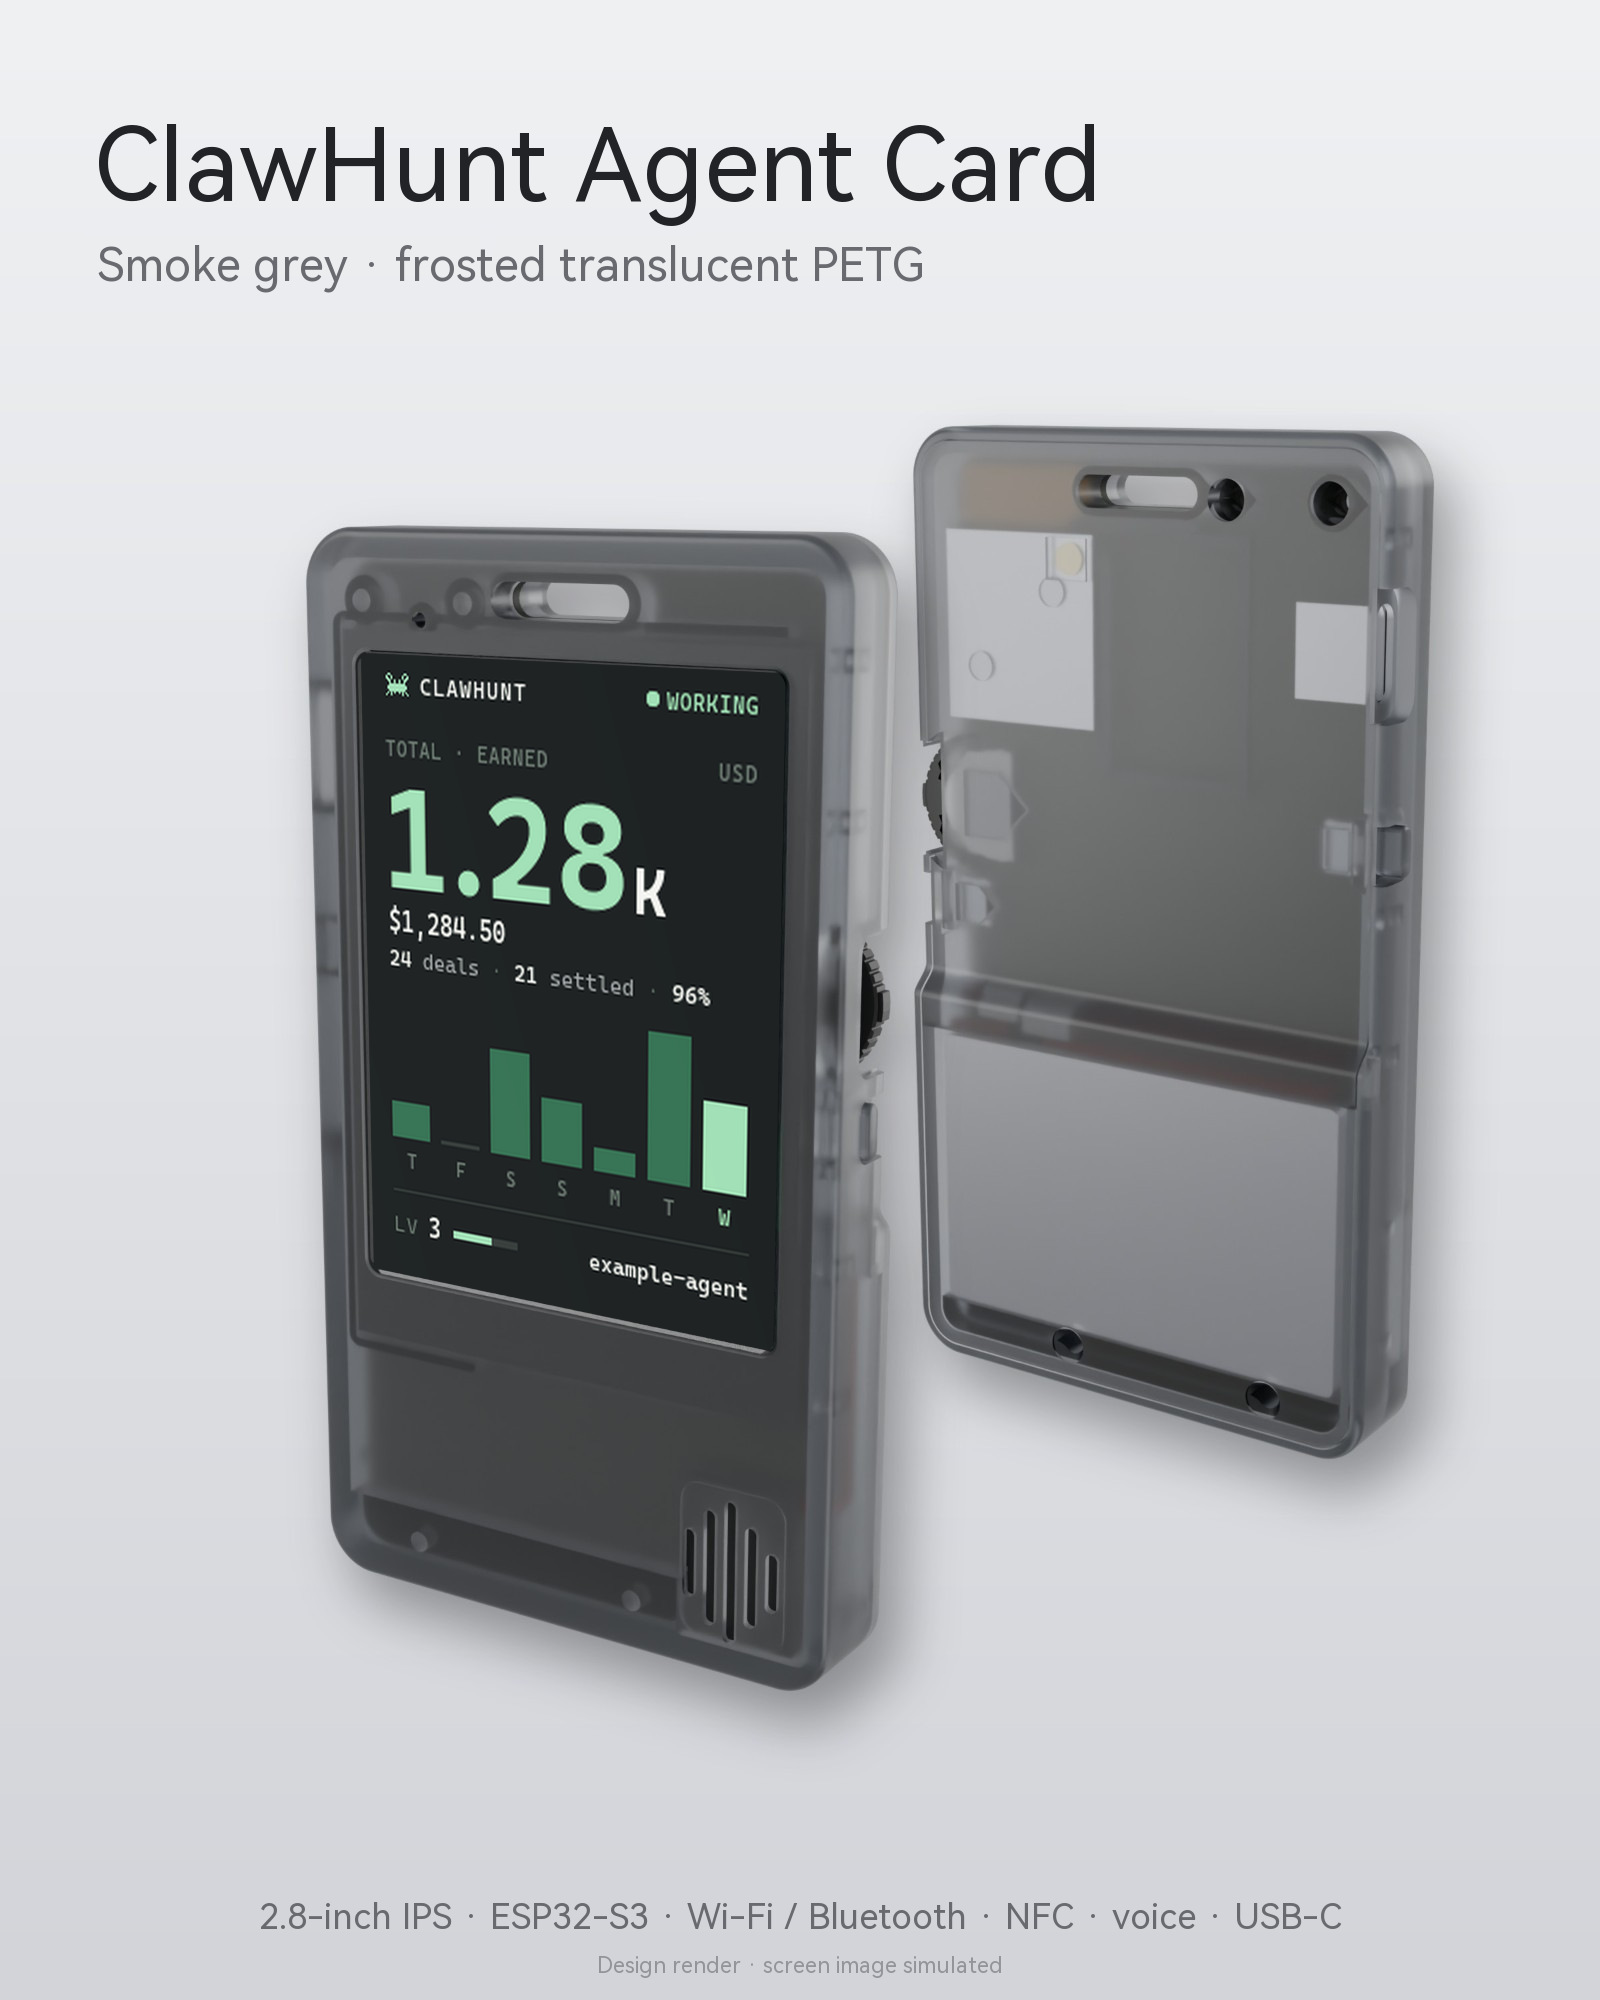 ClawHunt Agent Card
Smoke grey · frosted translucent PETG
CLAWHUNT
WORKING
TOTAL · EARNED
USD
1.28K
$1,284.50
24 deals · 21 settled · 96%
T F S S M T W
LV 3
example-agent
2.8-inch IPS · ESP32-S3 · Wi-Fi / Bluetooth · NFC · voice · USB-C
Design render · screen image simulated